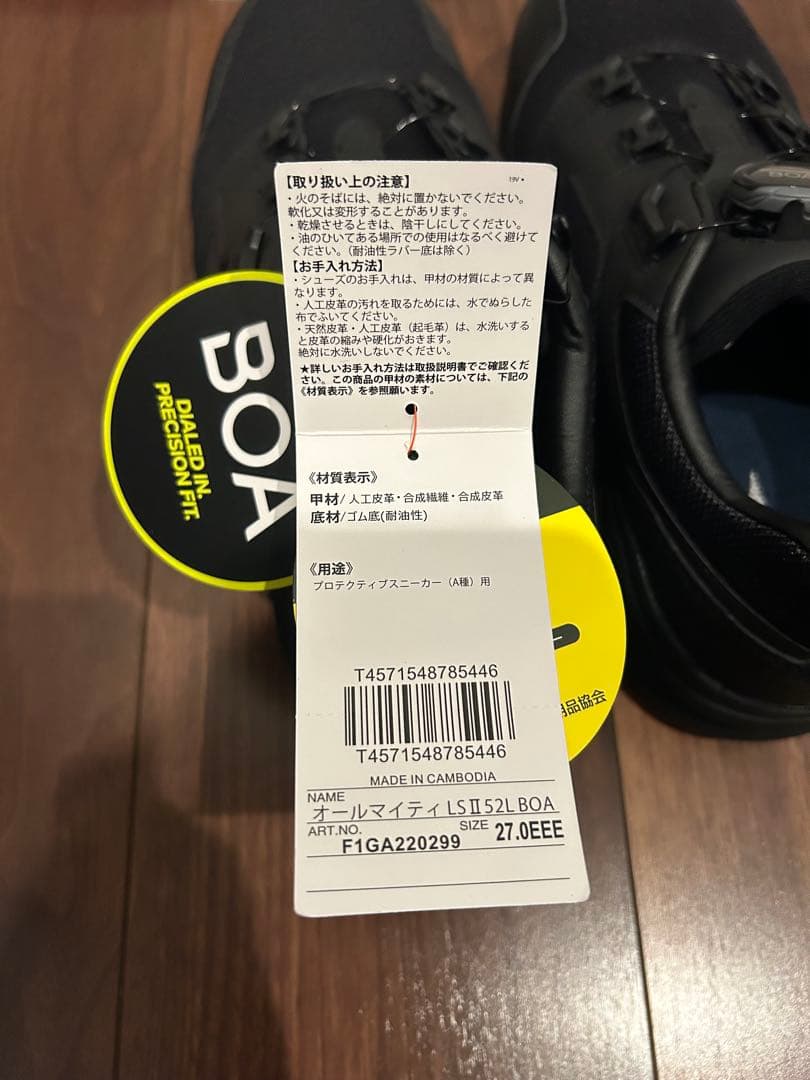 【取り扱い上の注意】
19V•
・火のそばには、絶対に置かないでください。
軟化又は変形することがあります。
・乾燥させるときは、陰干しにしてください。
・油のひいてある場所での使用はなるべく避けて
ください。（耐油性ラバー底は除く）
【お手入れ方法】
・シューズのお手入れは、甲材の材質によって異
なります。
・人工皮革の汚れを取るためには、水でぬらした
布でふいてください。
・天然皮革・人工皮革（起毛革）は、水洗いする
と皮革の縮みや硬化がおきます。
絶対に水洗いしないでください。
★詳しいお手入れ方法は取扱説明書でご確認くだ
さい。この商品の甲材の素材については、下記の
《材質表示》を参照願います。
BOA
DIALED IN.
PRECISION FIT.
《材質表示》
甲材/人工皮革・合成繊維・合成皮革
底材/ゴム底(耐油性)
《用途》
プロテクティブスニーカー（A種）用
用品協会
T4571548785446
T4571548785446
MADE IN CAMBODIA
NAME
オールマイティ LSⅡ52L BOA
ART.NO.
F1GA220299
SIZE 27.0EEE